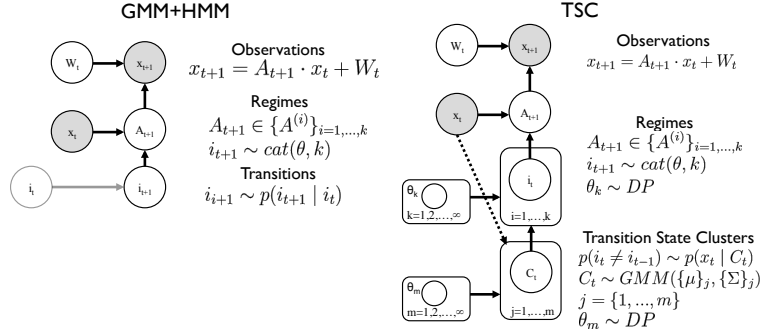 GMM+HMM
W_t
x_{t+1}
x_t
A_{t+1}
i_t
i_{t+1}
Observations
x_{t+1} = A_{t+1} · x_t + W_t
Regimes
A_{t+1} ∈ {A^{(i)}}_{i=1,...,k}
i_{t+1} ∼ cat(θ, k)
Transitions
i_{i+1} ∼ p(i_{t+1} | i_t)
TSC
W_t
x_{t+1}
x_t
A_{t+1}
i_t
θ_k
k=1,2,...,∞
i=1,...,k
C_t
θ_m
m=1,2,...,∞
j=1,...,m
Observations
x_{t+1} = A_{t+1} · x_t + W_t
Regimes
A_{t+1} ∈ {A^{(i)}}_{i=1,...,k}
i_{t+1} ∼ cat(θ, k)
θ_k ∼ DP
Transition State Clusters
p(i_t ≠ i_{t−1}) ∼ p(x_t | C_t)
C_t ∼ GMM({μ}_j, {Σ}_j)
j = {1, ..., m}
θ_m ∼ DP